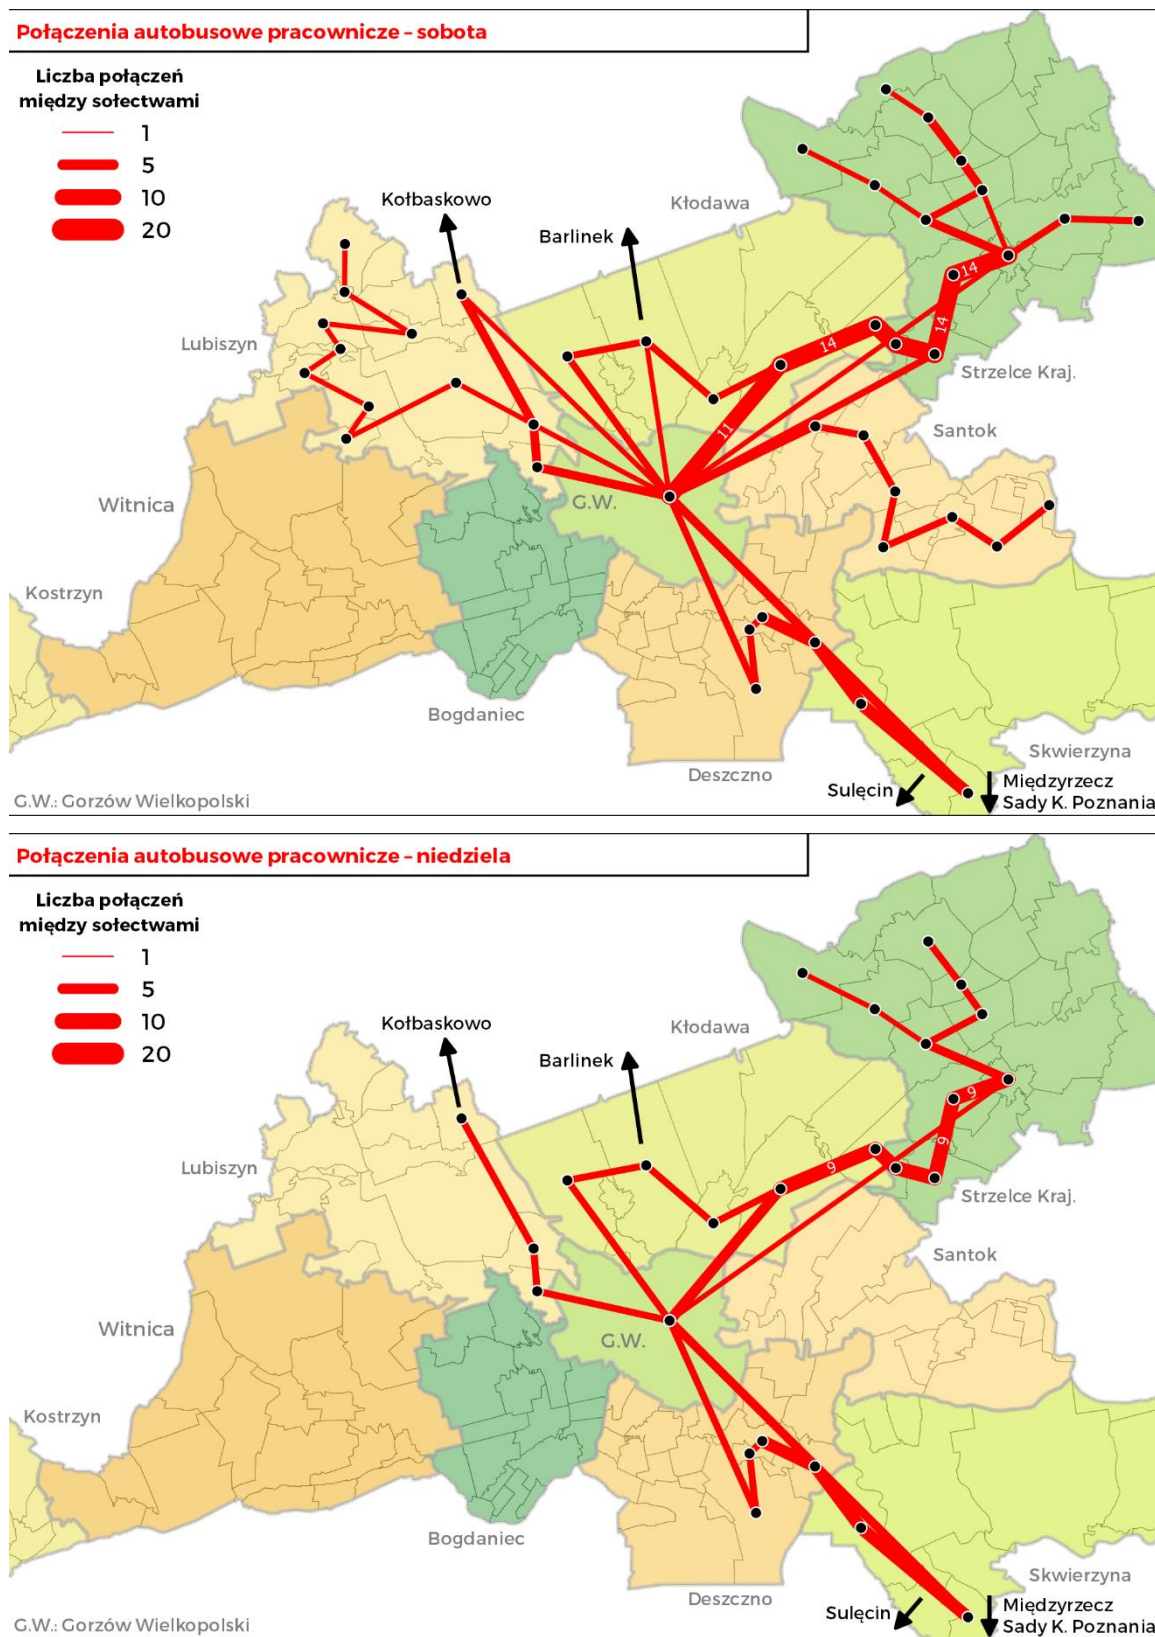 Połączenia autobusowe pracownicze – sobota
Liczba połączeń
między sołectwami
1
5
10
20
Kołbaskowo
Barlinek
Kłodawa
Lubiszyn
14
14
14
11
Strzelce Kraj.
Santok
Witnica
G.W.
Kostrzyn
Bogdaniec
Deszczno
Skwierzyna
Sulęcin
Międzyrzecz
Sady K. Poznania
G.W.: Gorzów Wielkopolski
Połączenia autobusowe pracownicze – niedziela
Liczba połączeń
między sołectwami
1
5
10
20
Kołbaskowo
Barlinek
Kłodawa
Lubiszyn
9
9
9
Strzelce Kraj.
Santok
Witnica
G.W.
Kostrzyn
Bogdaniec
Deszczno
Skwierzyna
Sulęcin
Międzyrzecz
Sady K. Poznania
G.W.: Gorzów Wielkopolski